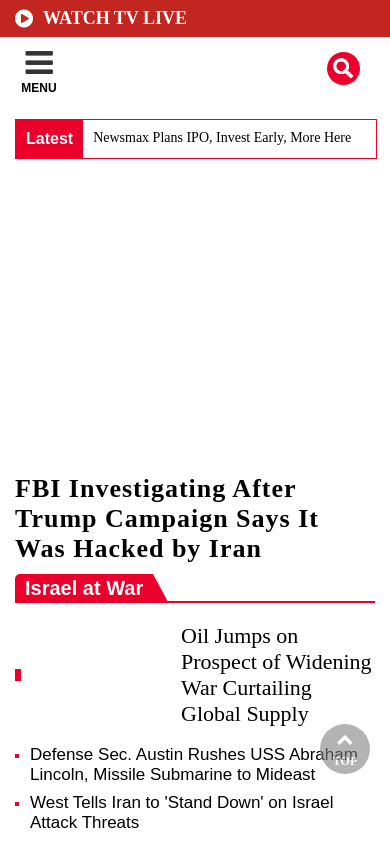 WATCH TV LIVE
MENU
Latest Newsmax Plans IPO, Invest Early, More Here
FBI Investigating After
Trump Campaign Says It
Was Hacked by Iran
Israel at War
Oil Jumps on
Prospect of Widening
War Curtailing
Global Supply
Defense Sec. Austin Rushes USS Abraham
Lincoln, Missile Submarine to Mideast
TOP
West Tells Iran to 'Stand Down' on Israel
Attack Threats